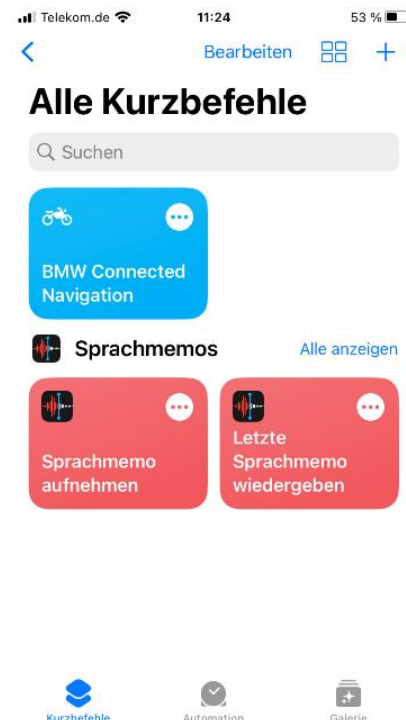 Telekom.de 11:24 53 %
Bearbeiten
Alle Kurzbefehle
Suchen
BMW Connected
Navigation
Sprachmemos Alle anzeigen
Sprachmemo
aufnehmen
Letzte
Sprachmemo
wiedergeben
Kurzbefehle Automation Galerie